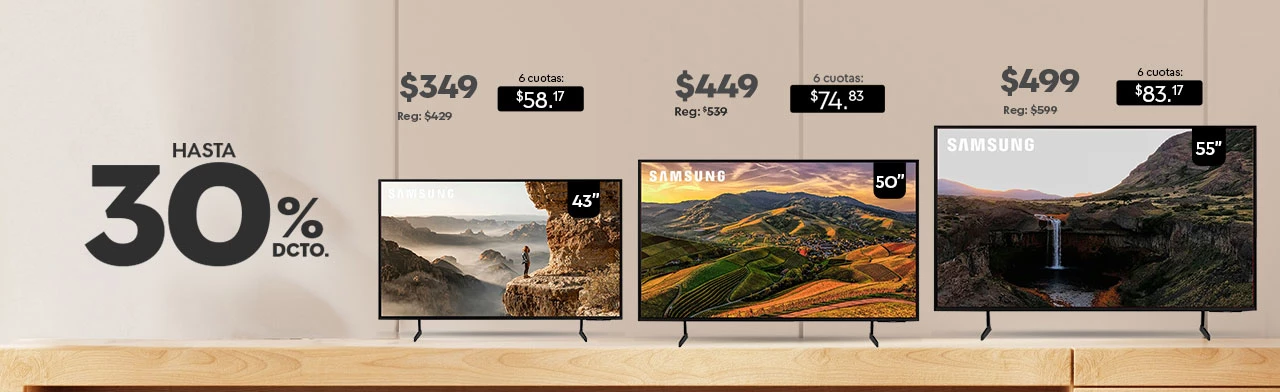 HASTA
30%
DCTO.
$349
Reg: $429
6 cuotas:
$58.17
SAMSUNG
43”
$449
Reg: $539
6 cuotas:
$74.83
SAMSUNG
50”
$499
Reg: $599
6 cuotas:
$83.17
SAMSUNG
55”